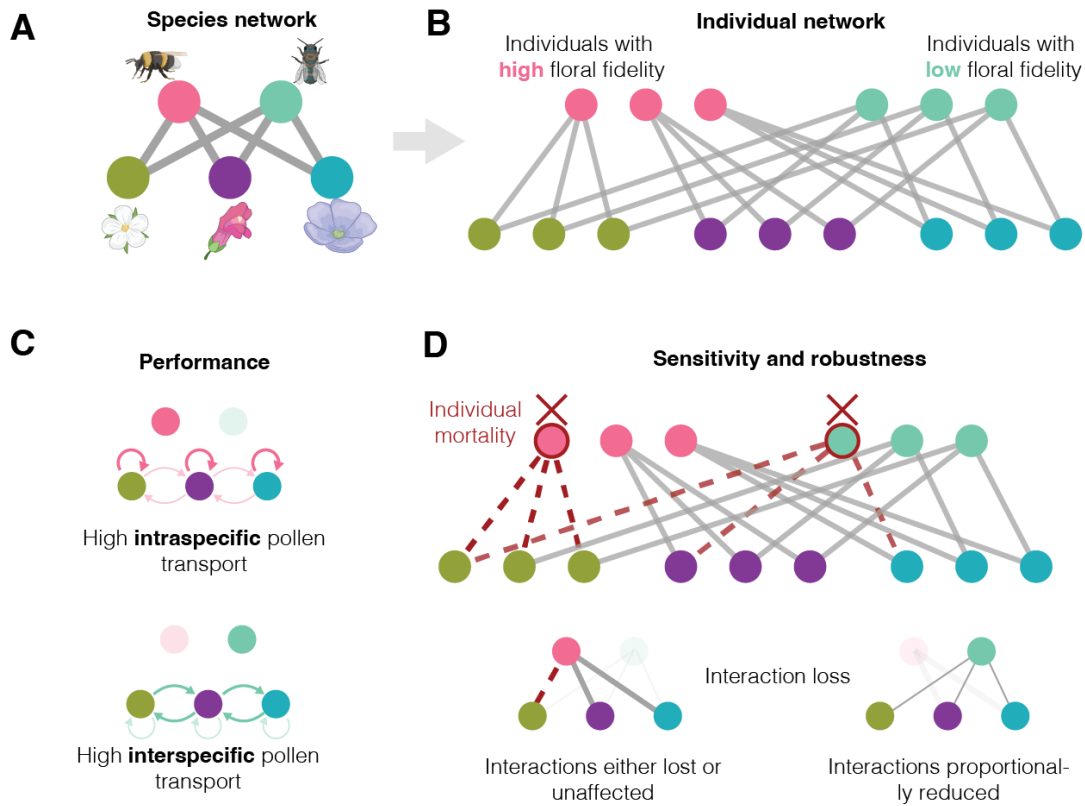 A
Species network
B
Individual network
Individuals with
high floral fidelity
Individuals with
low floral fidelity
C
Performance
High intraspecific pollen
transport
High interspecific pollen
transport
D
Sensitivity and robustness
Individual
mortality
Interaction loss
Interactions either lost or
unaffected
Interactions proportional-
ly reduced